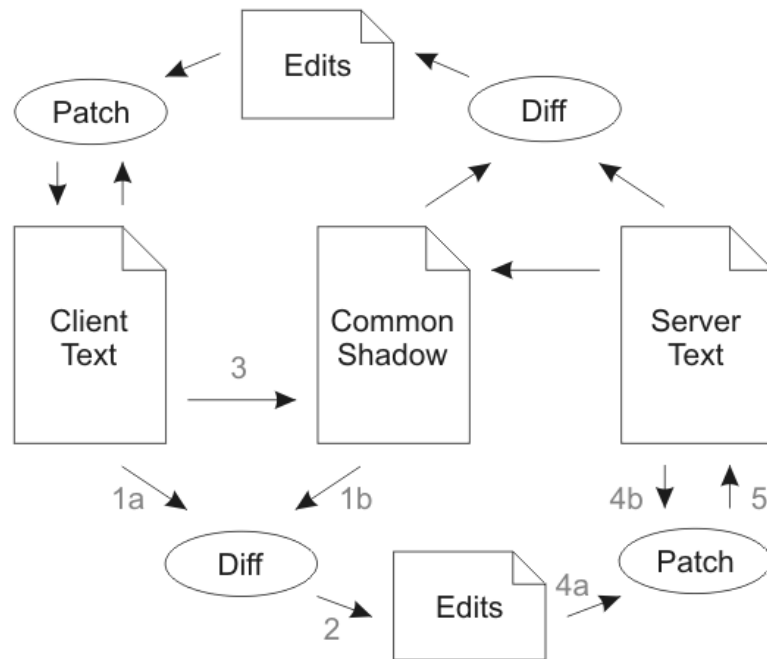 Edits
Patch
Diff
Client
Text
Common
Shadow
Server
Text
3
1a
1b
4b
5
Diff
Patch
2
Edits
4a